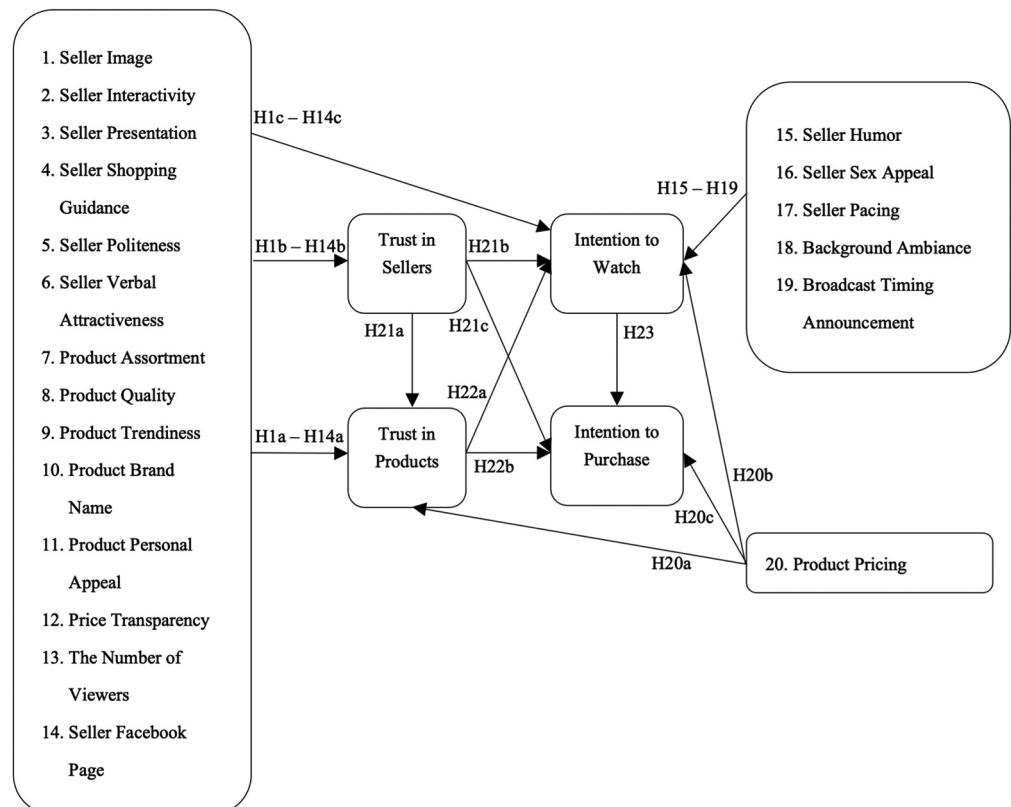 1. Seller Image
2. Seller Interactivity
3. Seller Presentation
4. Seller Shopping
Guidance
5. Seller Politeness
6. Seller Verbal
Attractiveness
7. Product Assortment
8. Product Quality
9. Product Trendiness
10. Product Brand
Name
11. Product Personal
Appeal
12. Price Transparency
13. The Number of
Viewers
14. Seller Facebook
Page
H1c – H14c
H1b – H14b
H1a – H14a
Trust in
Sellers
H21a
Trust in
Products
H21b
H21c
H22a
H22b
Intention to
Watch
H23
Intention to
Purchase
H15 – H19
15. Seller Humor
16. Seller Sex Appeal
17. Seller Pacing
18. Background Ambiance
19. Broadcast Timing
Announcement
H20b
H20c
H20a
20. Product Pricing